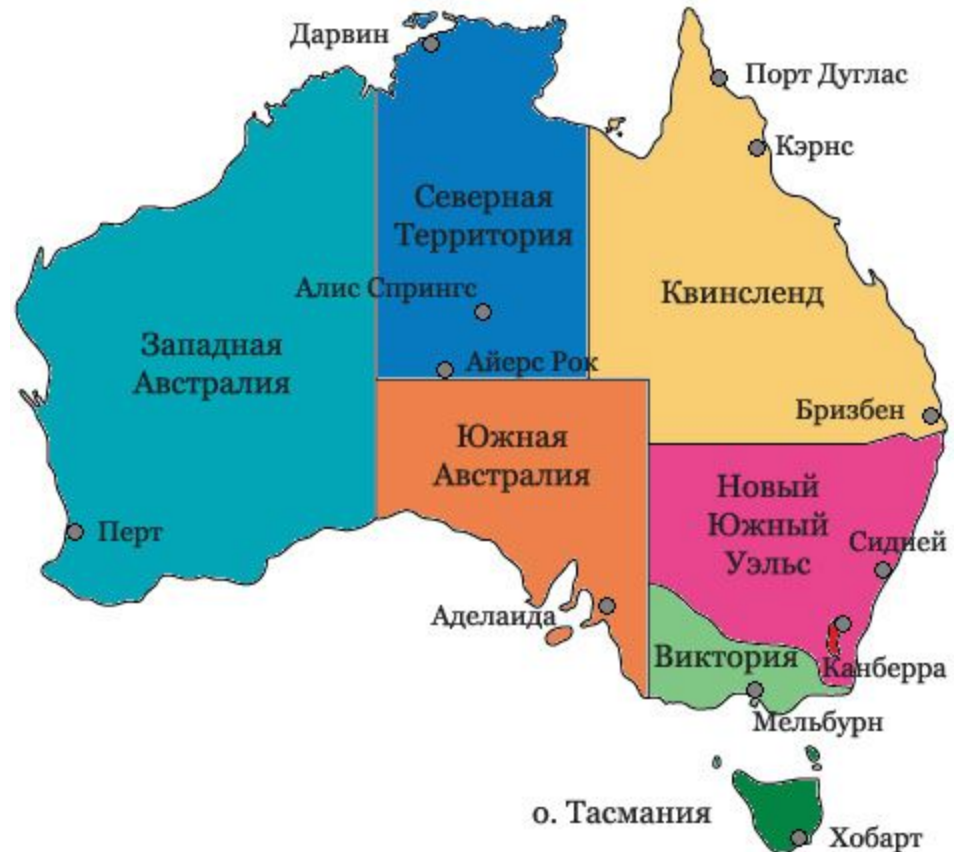 Дарвин
Порт Дуглас
Кэрнс
Северная
Территория
Алис Спрингс
Квинсленд
Западная
Австралия
Айерс Рок
Бризбен
Южная
Австралия
Новый
Южный
Уэльс
Сидней
Перт
Аделаида
Виктория
Канберра
Мельбурн
о. Тасмания
Хобарт